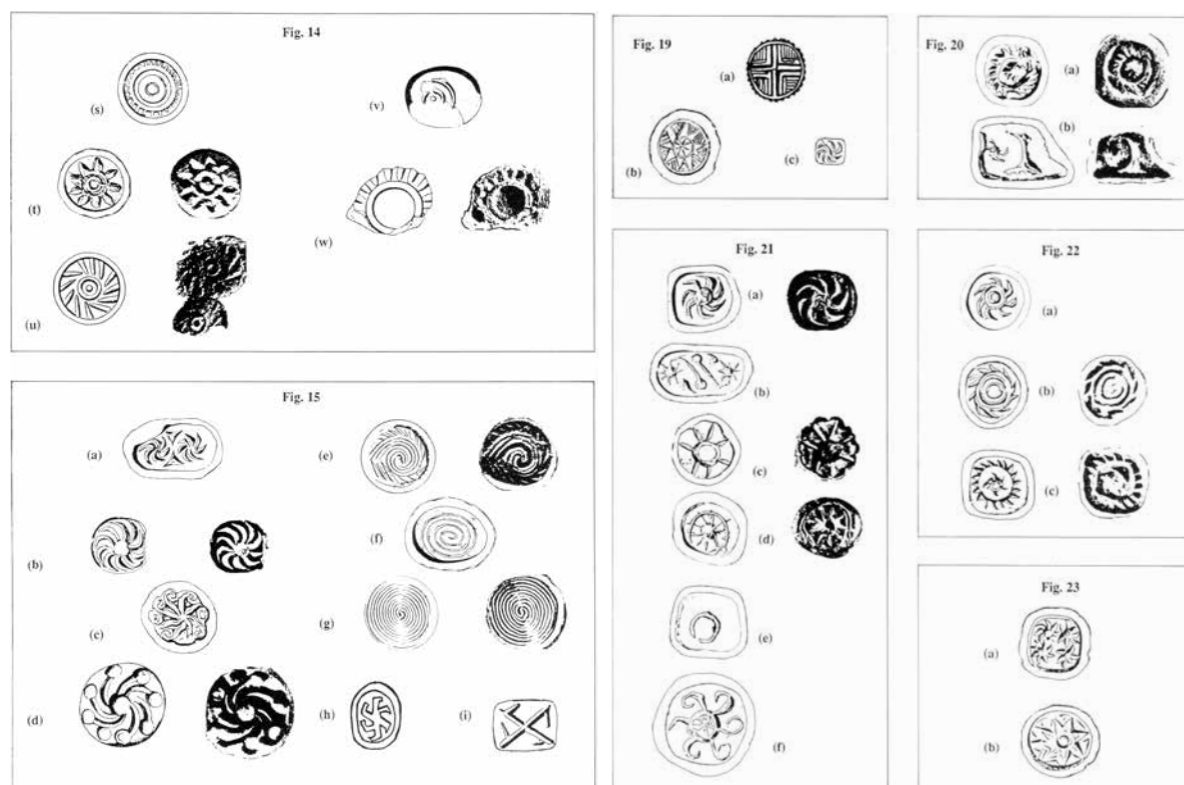 Fig. 14
(s)
(v)
(t)
(w)
(u)
Fig. 15
(a)
(e)
(b)
(f)
(c)
(g)
(d)
(h)
(i)
Fig. 19
(a)
(b)
(c)
Fig. 20
(a)
(b)
Fig. 21
(a)
(b)
(c)
(d)
(e)
(f)
Fig. 22
(a)
(b)
(c)
Fig. 23
(a)
(b)